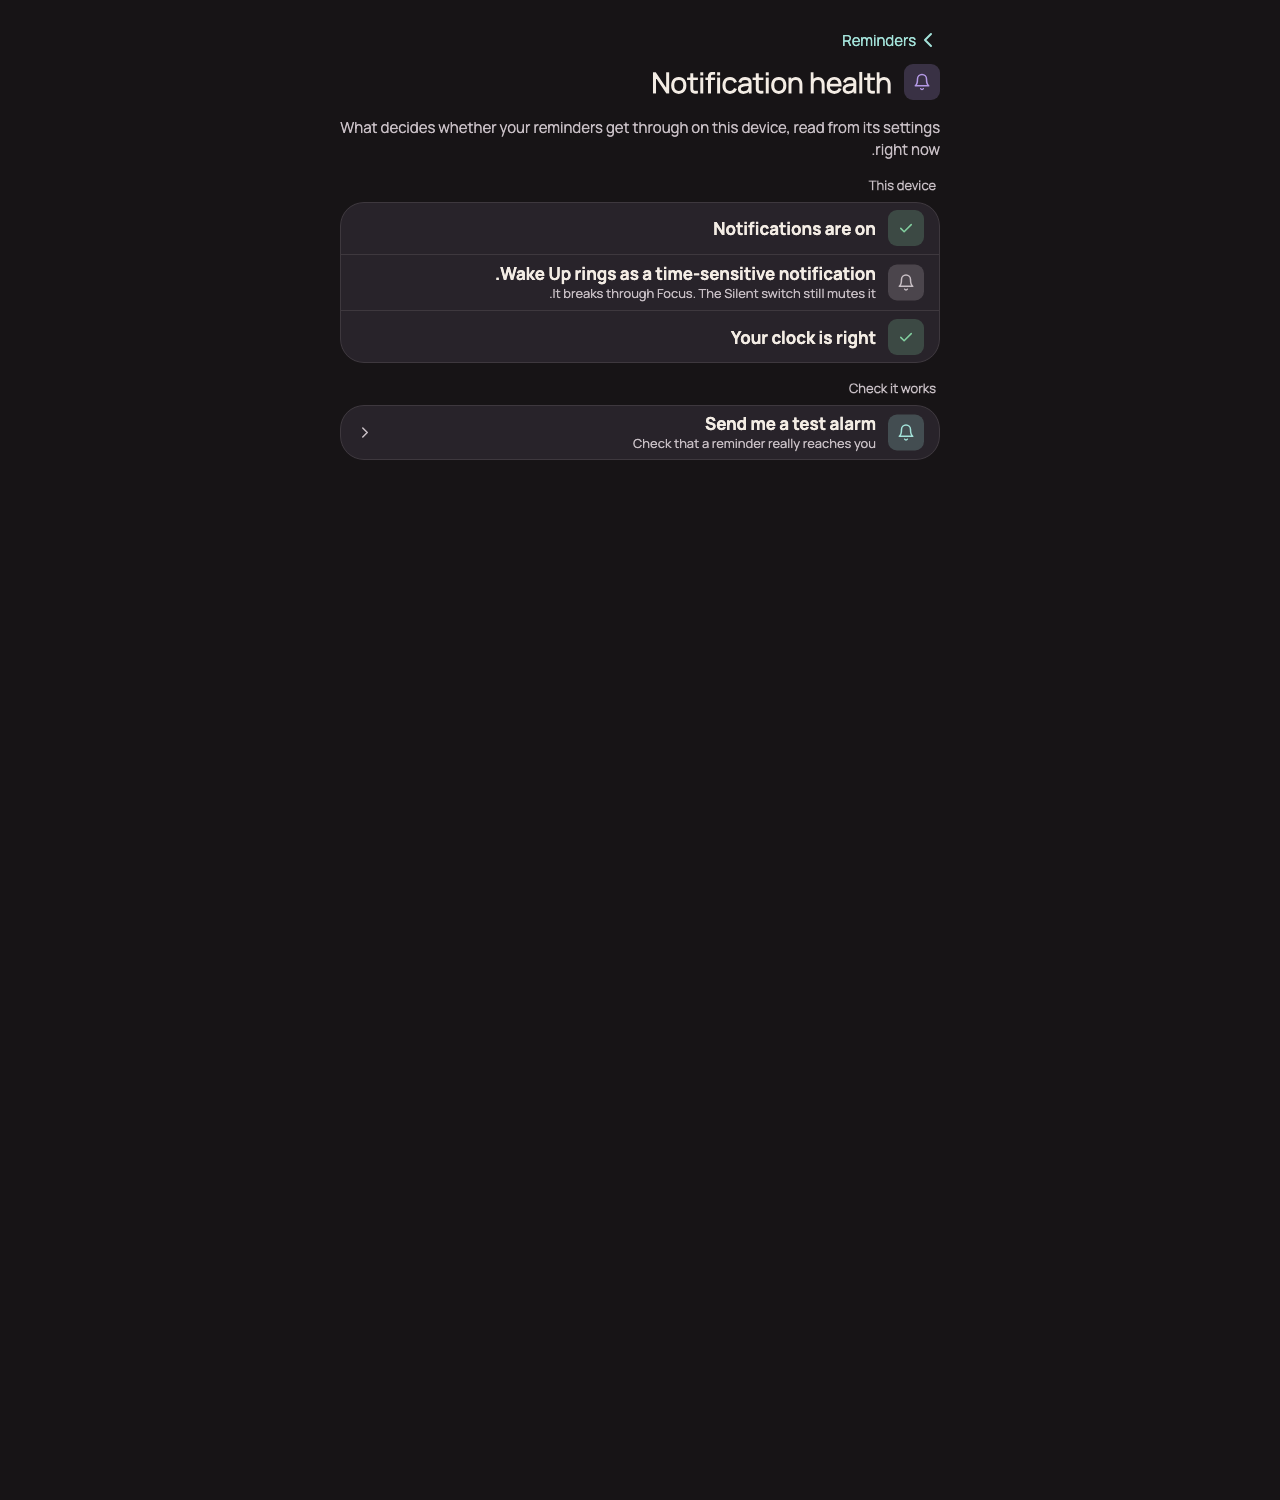 Reminders
Notification health
What decides whether your reminders get through on this device, read from its settings
.right now
This device
Notifications are on
.Wake Up rings as a time-sensitive notification
.It breaks through Focus. The Silent switch still mutes it
Your clock is right
Check it works
Send me a test alarm
Check that a reminder really reaches you